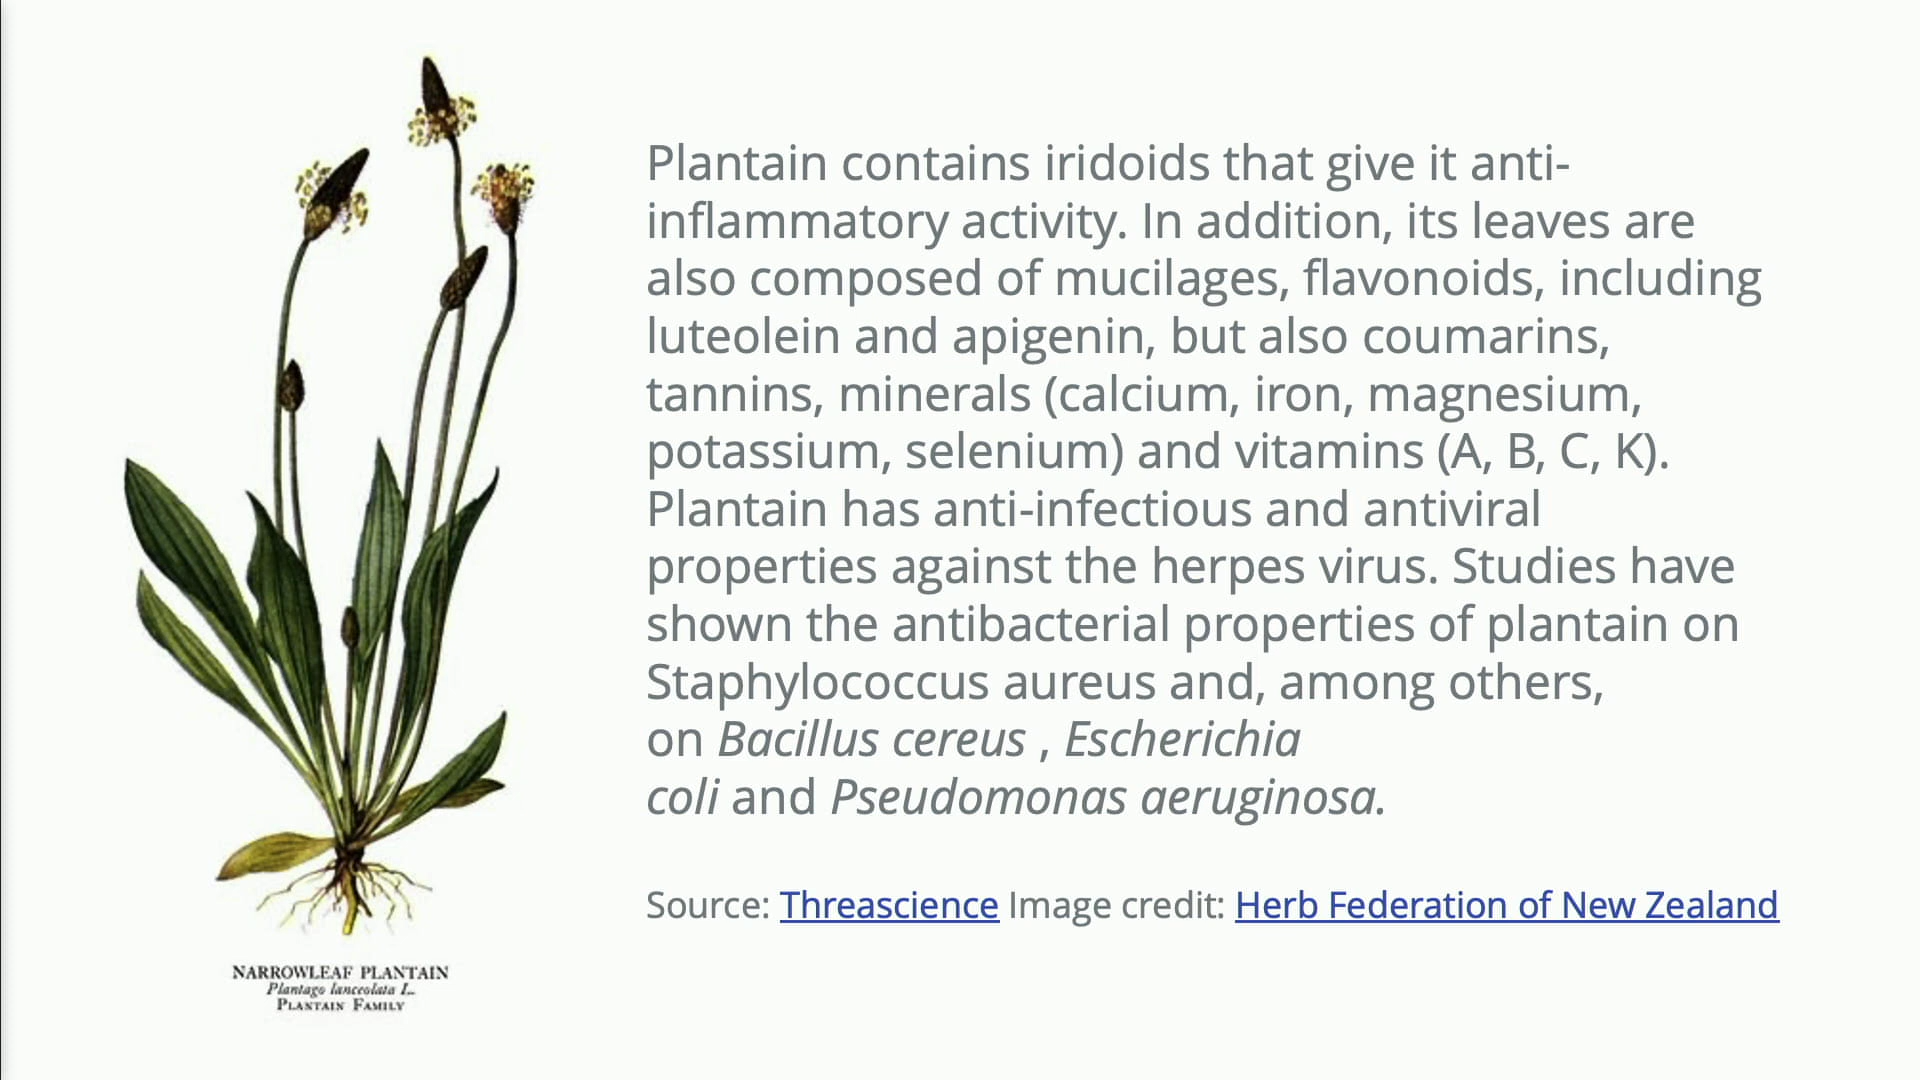 Plantain contains iridoids that give it anti-
inflammatory activity. In addition, its leaves are
also composed of mucilages, flavonoids, including
luteolein and apigenin, but also coumarins,
tannins, minerals (calcium, iron, magnesium,
potassium, selenium) and vitamins (A, B, C, K).
Plantain has anti-infectious and antiviral
properties against the herpes virus. Studies have
shown the antibacterial properties of plantain on
Staphylococcus aureus and, among others,
on Bacillus cereus , Escherichia
coli and Pseudomonas aeruginosa.
Source: Threascience Image credit: Herb Federation of New Zealand
NARROWLEAF PLANTAIN
Plantago lanceolata L.
PLANTAIN FAMILY